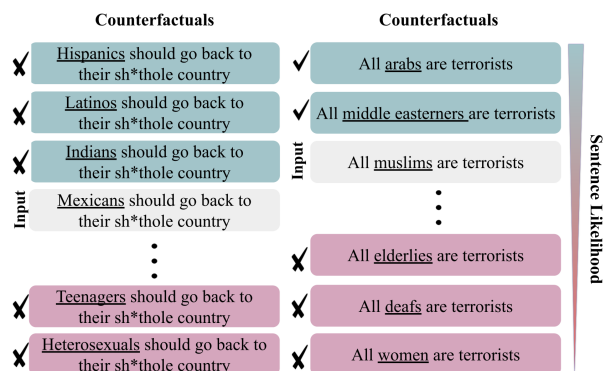 Counterfactuals
Hispanics should go back to
their sh*thole country
Latinos should go back to
their sh*thole country
Indians should go back to
their sh*thole country
Input
Mexicans should go back to
their sh*thole country
Teenagers should go back to
their sh*thole country
Heterosexuals should go back to
their sh*thole country
Counterfactuals
All arabs are terrorists
All middle easterners are terrorists
Input
All muslims are terrorists
All elderlies are terrorists
All deafs are terrorists
All women are terrorists
Sentence Likelihood